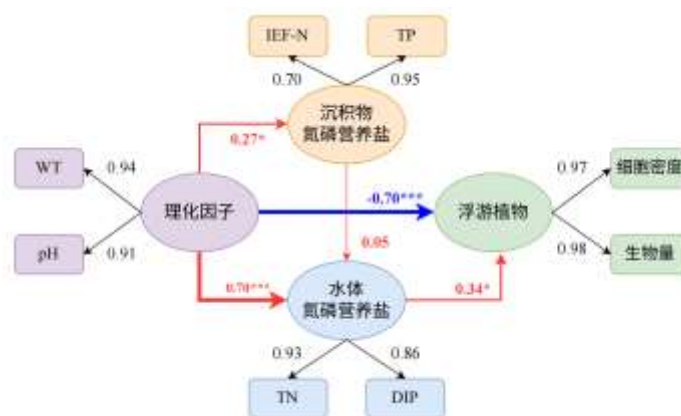 IEF-N
TP
0.70
0.95
沉积物
氮磷营养盐
0.27*
WT
0.94
理化因子
pH
0.91
-0.70***
浮游植物
0.97
细胞密度
0.98
生物量
0.05
0.70***
水体
氮磷营养盐
0.34*
0.93
0.86
TN
DIP